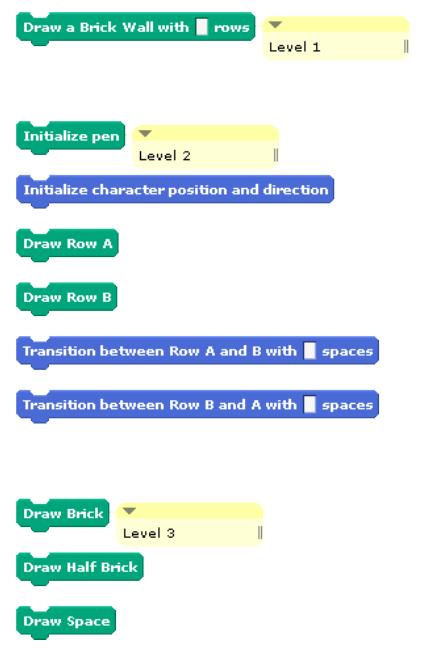 Draw a Brick Wall with rows
Level 1
Initialize pen
Level 2
Initialize character position and direction
Draw Row A
Draw Row B
Transition between Row A and B with spaces
Transition between Row B and A with spaces
Draw Brick
Level 3
Draw Half Brick
Draw Space